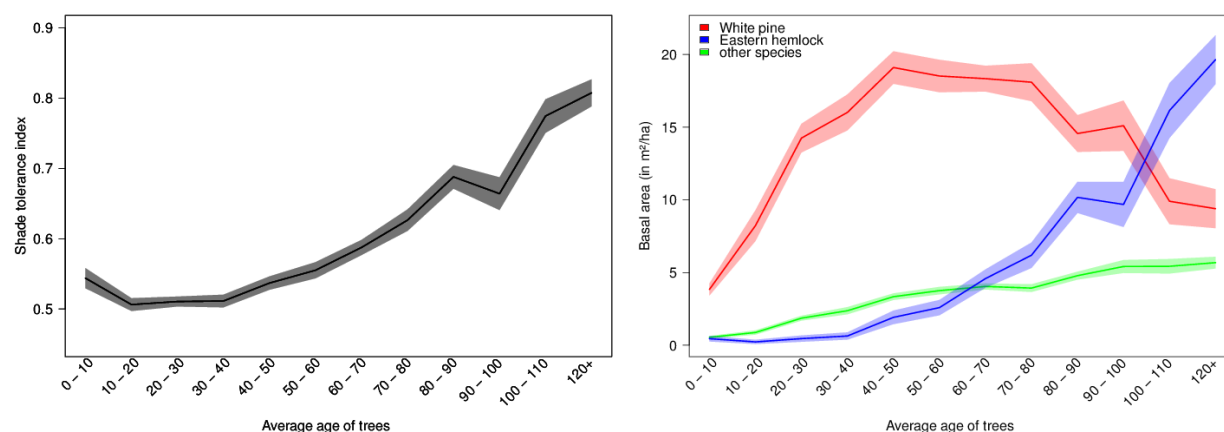 Shade tolerance index
0.9
0.8
0.7
0.6
0.5
0 – 10
10 – 20
20 – 30
30 – 40
40 – 50
50 – 60
60 – 70
70 – 80
80 – 90
90 – 100
100 – 110
120+
Average age of trees
White pine
Eastern hemlock
other species
Basal area (in m²/ha)
20
15
10
5
0
0 – 10
10 – 20
20 – 30
30 – 40
40 – 50
50 – 60
60 – 70
70 – 80
80 – 90
90 – 100
100 – 110
120+
Average age of trees